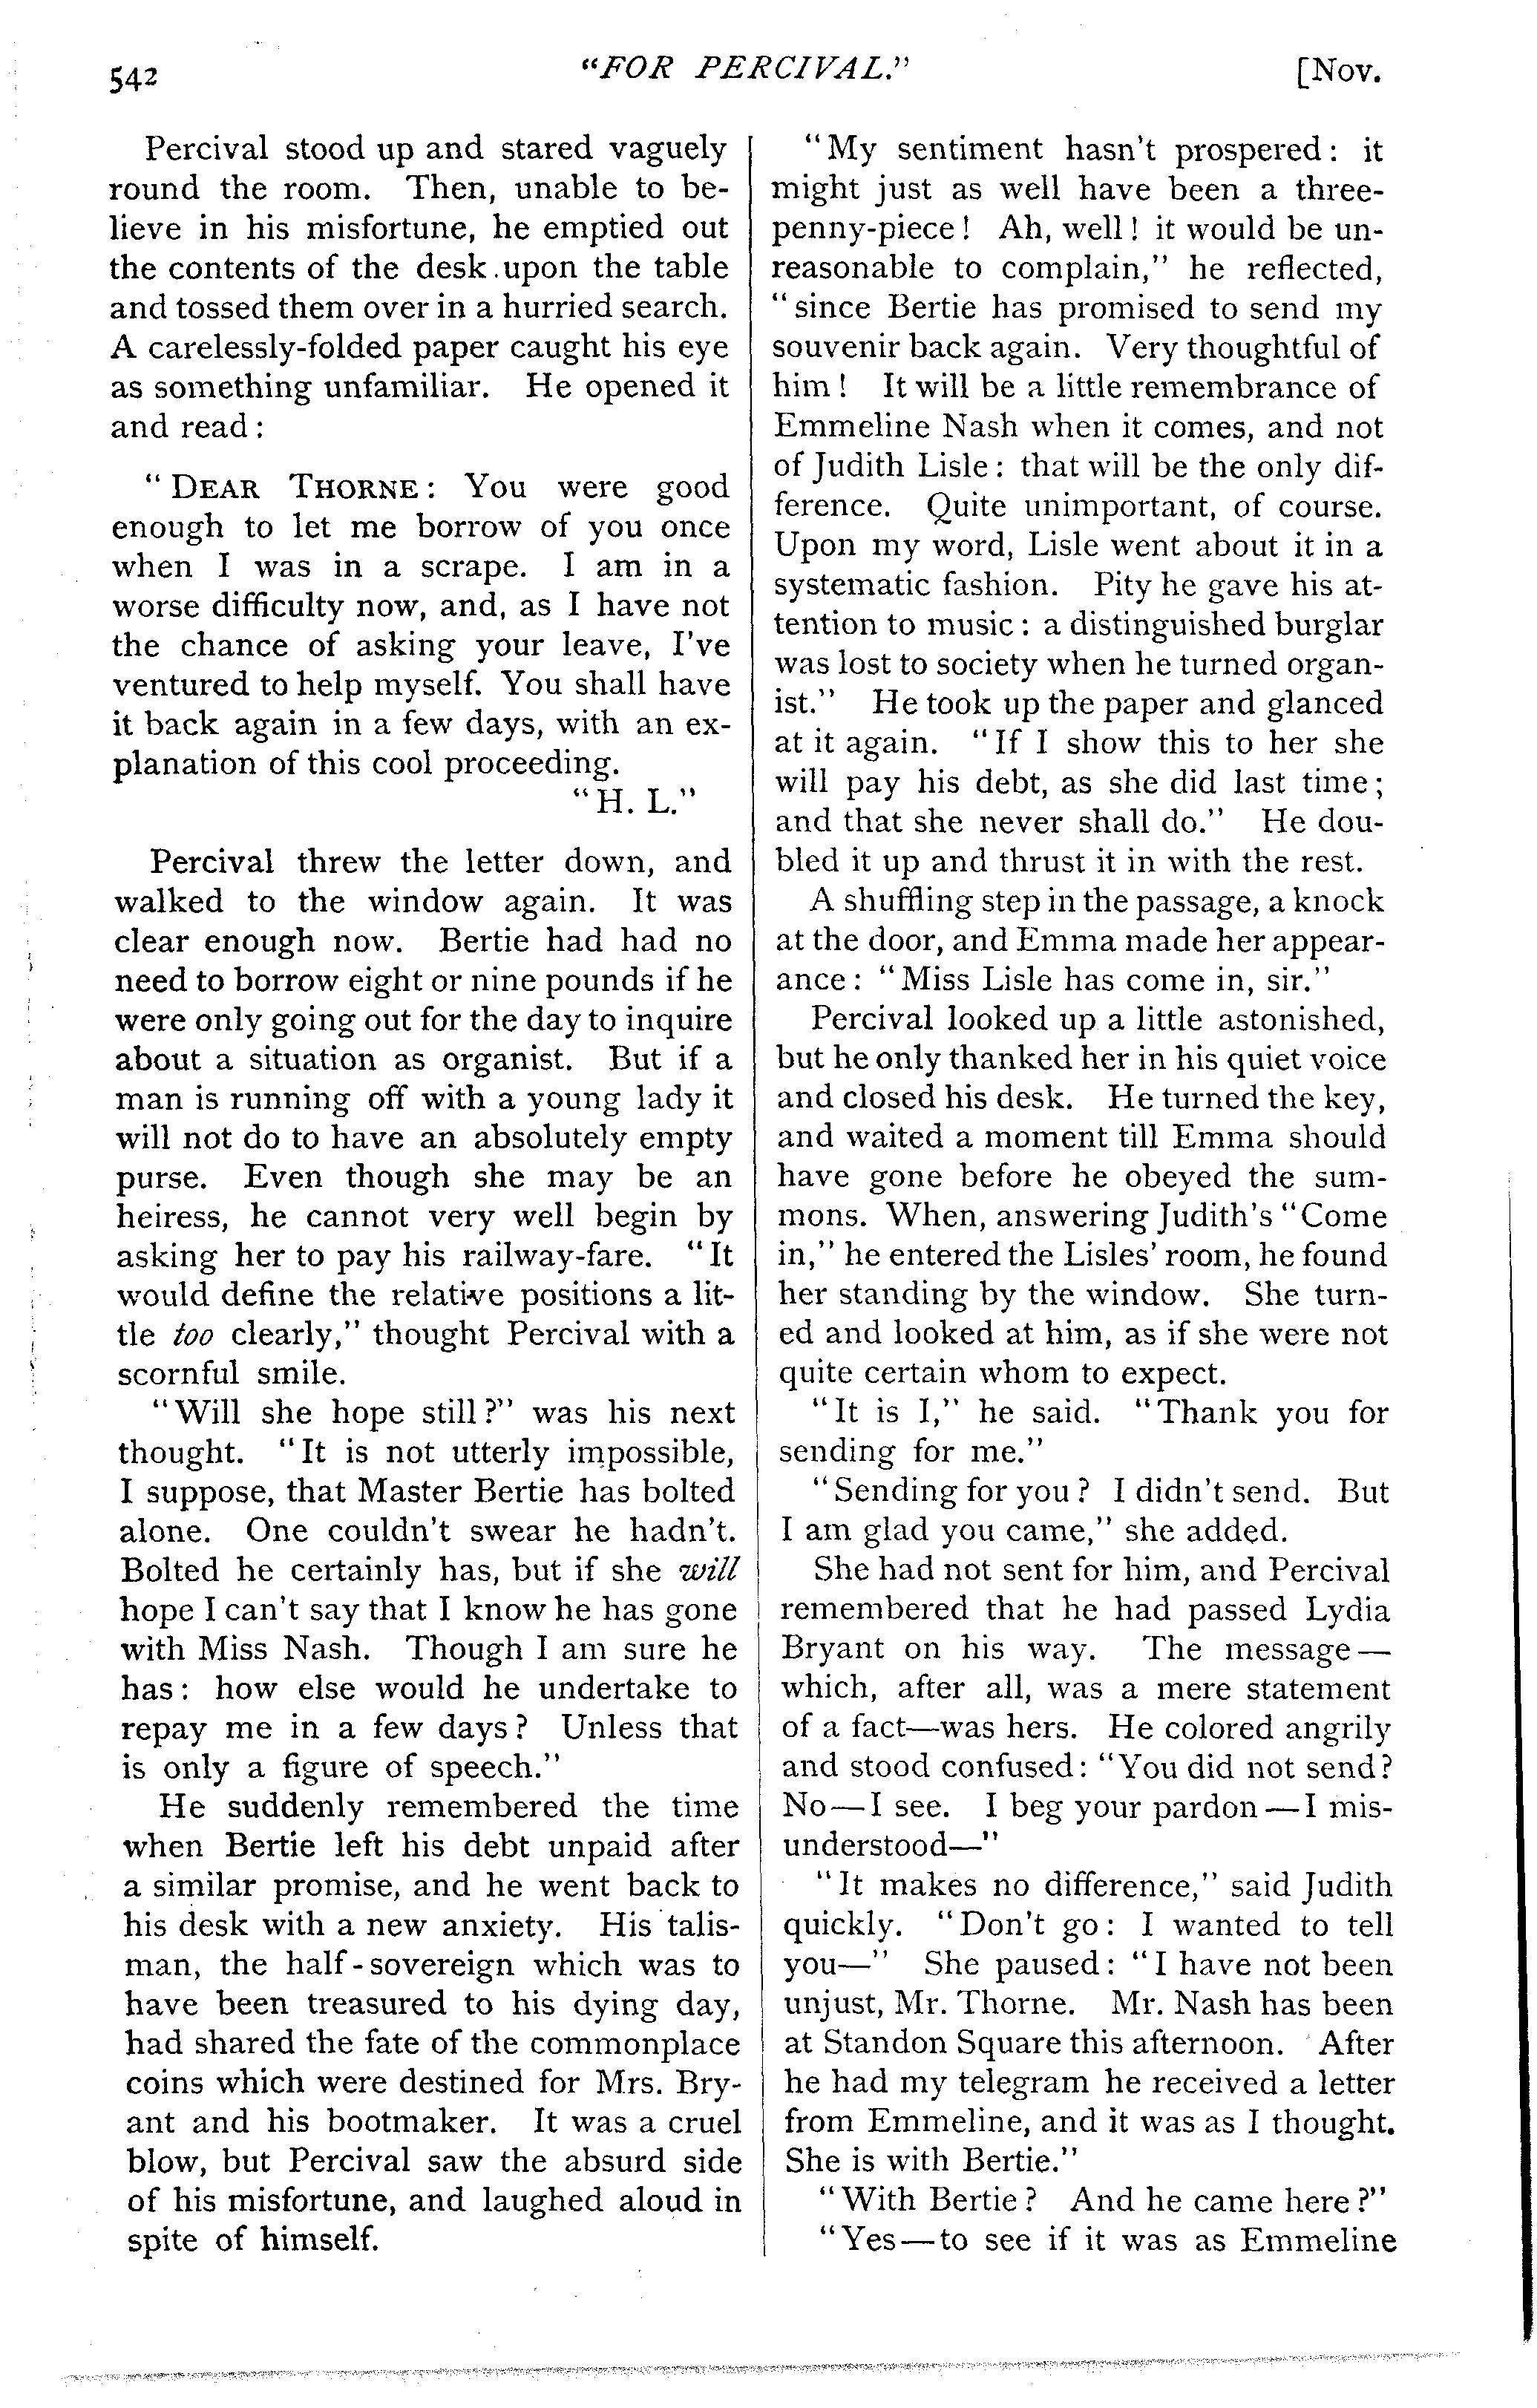 542
"FOR PERCIVAL."
[Nov.
Percival stood up and stared vaguely
round the room. Then, unable to be-
lieve in his misfortune, he emptied out
the contents of the desk upon the table
and tossed them over in a hurried search.
A carelessly-folded paper caught his eye
as something unfamiliar. He opened it
and read:
"DEAR THORNE: You were good
enough to let me borrow of you once
when I was in a scrape. I am in a
worse difficulty now, and, as I have not
the chance of asking your leave, I've
ventured to help myself. You shall have
it back again in a few days, with an ex-
planation of this cool proceeding.
"H. L."
Percival threw the letter down, and
walked to the window again. It was
clear enough now. Bertie had had no
need to borrow eight or nine pounds if he
were only going out for the day to inquire
about a situation as organist. But if a
man is running off with a young lady it
will not do to have an absolutely empty
purse. Even though she may be an
heiress, he cannot very well begin by
asking her to pay his railway-fare. "It
would define the relative positions a lit-
tle too clearly," thought Percival with a
scornful smile.
"Will she hope still?" was his next
thought. "It is not utterly impossible,
I suppose, that Master Bertie has bolted
alone. One couldn't swear he hadn't.
Bolted he certainly has, but if she will
hope I can't say that I know he has gone
with Miss Nash. Though I am sure he
has: how else would he undertake to
repay me in a few days? Unless that
is only a figure of speech."
He suddenly remembered the time
when Bertie left his debt unpaid after
a similar promise, and he went back to
his desk with a new anxiety. His talis-
man, the half-sovereign which was to
have been treasured to his dying day,
had shared the fate of the commonplace
coins which were destined for Mrs. Bry-
ant and his bootmaker. It was a cruel
blow, but Percival saw the absurd side
of his misfortune, and laughed aloud in
spite of himself.
"My sentiment hasn't prospered: it
might just as well have been a three-
penny-piece! Ah, well! it would be un-
reasonable to complain," he reflected,
"since Bertie has promised to send my
souvenir back again. Very thoughtful of
him! It will be a little remembrance of
Emmeline Nash when it comes, and not
of Judith Lisle: that will be the only dif-
ference. Quite unimportant, of course.
Upon my word, Lisle went about it in a
systematic fashion. Pity he gave his at-
tention to music: a distinguished burglar
was lost to society when he turned organ-
ist." He took up the paper and glanced
at it again. "If I show this to her she
will pay his debt, as she did last time;
and that she never shall do." He dou-
bled it up and thrust it in with the rest.
A shuffling step in the passage, a knock
at the door, and Emma made her appear-
ance: "Miss Lisle has come in, sir."
Percival looked up a little astonished,
but he only thanked her in his quiet voice
and closed his desk. He turned the key,
and waited a moment till Emma should
have gone before he obeyed the sum-
mons. When, answering Judith's "Come
in," he entered the Lisles' room, he found
her standing by the window. She turn-
ed and looked at him, as if she were not
quite certain whom to expect.
"It is I," he said. "Thank you for
sending for me."
"Sending for you? I didn't send. But
I am glad you came," she added.
She had not sent for him, and Percival
remembered that he had passed Lydia
Bryant on his way. The message—
which, after all, was a mere statement
of a fact—was hers. He colored angrily
and stood confused: "You did not send?
No—I see. I beg your pardon—I mis-
understood—"
"It makes no difference," said Judith
quickly. "Don't go: I wanted to tell
you—" She paused: "I have not been
unjust, Mr. Thorne. Mr. Nash has been
at Standon Square this afternoon. After
he had my telegram he received a letter
from Emmeline, and it was as I thought.
She is with Bertie."
"With Bertie? And he came here?"
"Yes—to see if it was as Emmeline